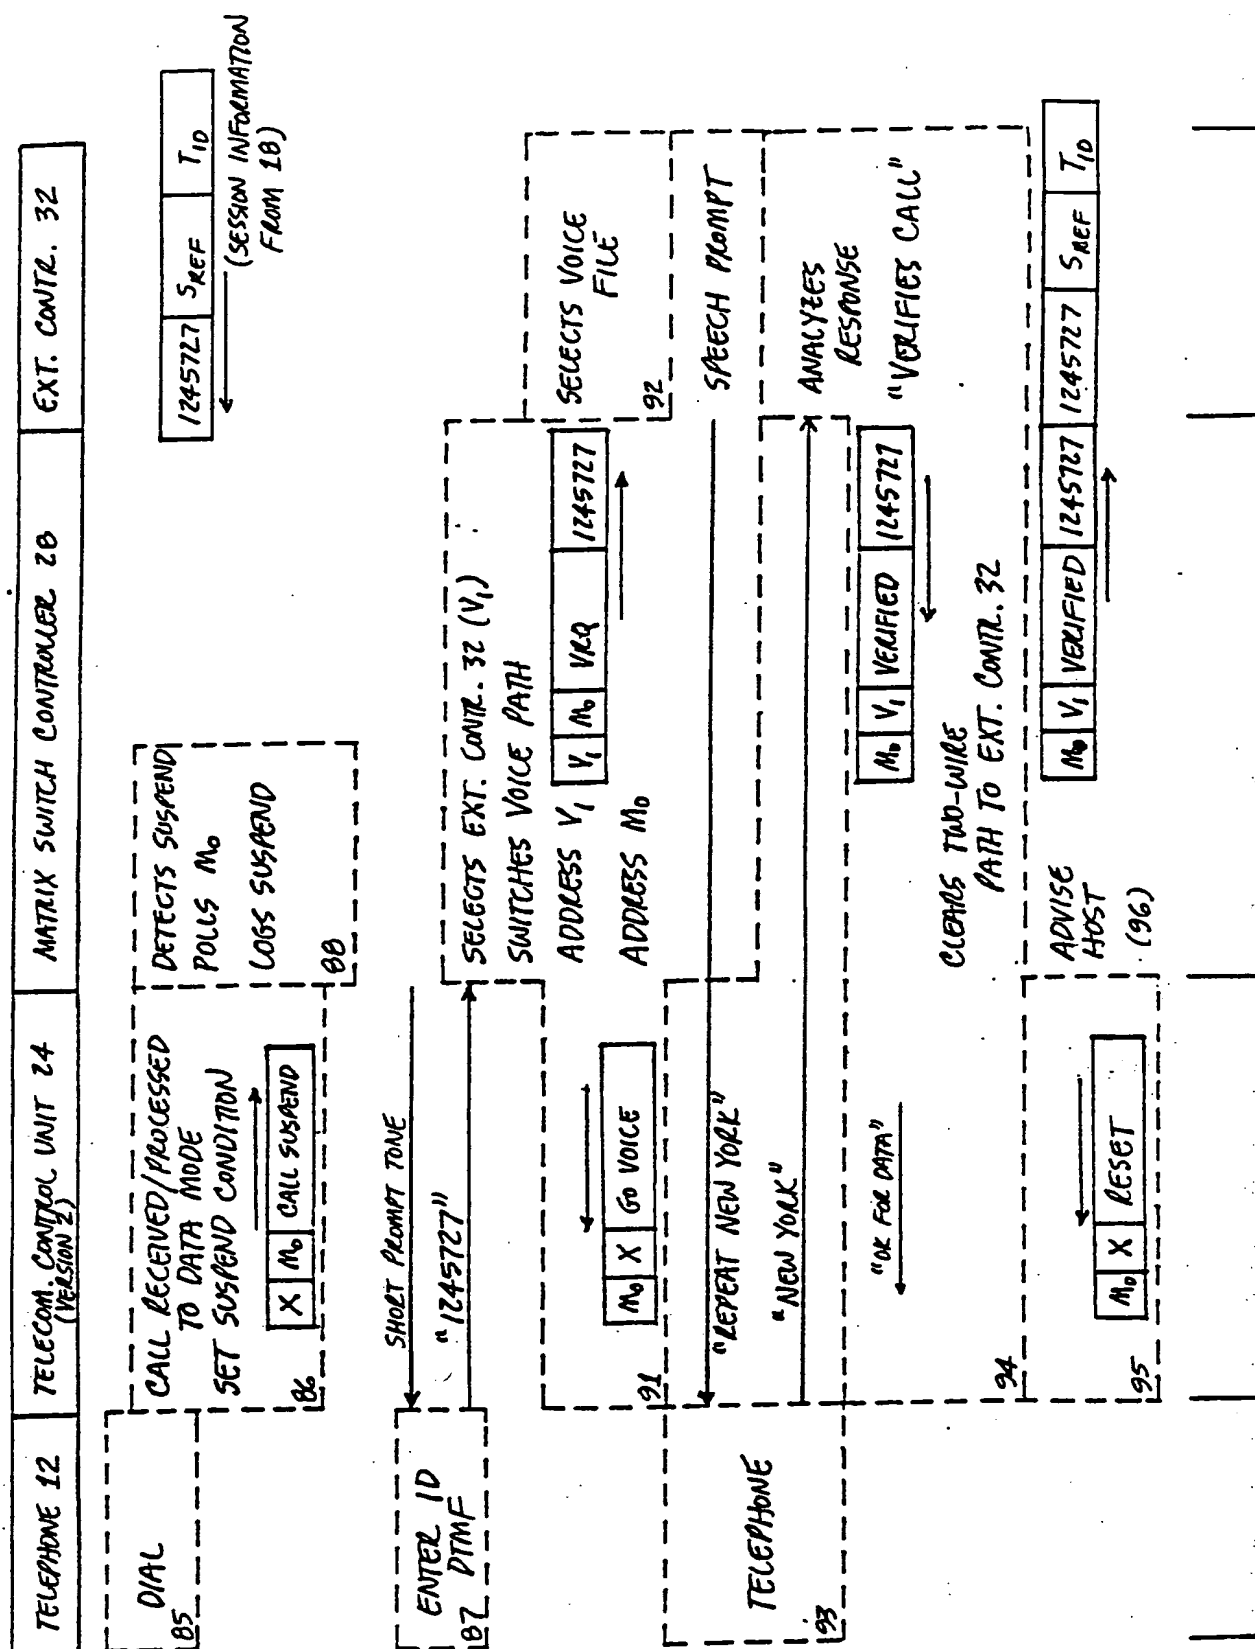 TELEPHONE 12
TELECOM. CONTROL UNIT 24
(VERSION 2)
MATRIX SWITCH CONTROLLER 28
EXT. CONTR. 32
DIAL
85
CALL RECEIVED/PROCESSED
TO DATA MODE
SET SUSPEND CONDITION
X M₀ CALL SUSPEND
86
DETECTS SUSPEND
POLLS M₀
LOGS SUSPEND
88
1245727 S_REF T_ID
(SESSION INFORMATION
FROM 18)
SHORT PROMPT TONE
ENTER ID
87 DTMF
"1245727"
SELECTS EXT. CONTR. 32 (V₁)
SWITCHES VOICE PATH
ADDRESS V₁
V₁ M₀ VRQ 1245727
ADDRESS M₀
SELECTS VOICE
FILE
92
M₀ X GO VOICE
91
SPEECH PROMPT
"REPEAT NEW YORK"
"NEW YORK"
TELEPHONE
93
ANALYZES
RESPONSE
"VERIFIES CALL"
M₀ V₁ VERIFIED 1245727
"OK FOR DATA"
CLEARS TWO-WIRE
PATH TO EXT. CONTR. 32
94
ADVISE
HOST
(96)
M₀ V₁ VERIFIED 1245727 1245727 S_REF T_ID
M₀ X RESET
95